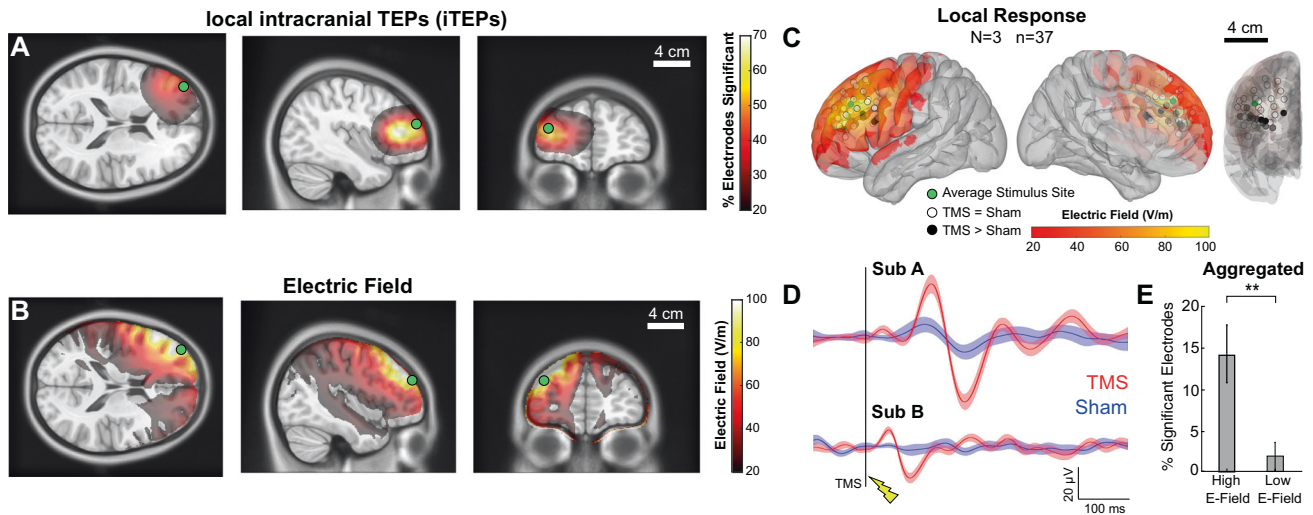 local intracranial TEPs (iTEPs)
A
4 cm
% Electrrodes Significant
70
60
50
40
30
20
B
Electric Field
4 cm
Electric Field (V/m)
100
80
60
40
20
C
Local Response
N=3 n=37
4 cm
Average Stimulus Site
TMS = Sham
TMS > Sham
Electric Field (V/m)
20 40 60 80 100
D
Sub A
TMS
Sham
Sub B
TMS
20 µV
100 ms
E
Aggregated
**
% Significant Electrodes
20
15
10
5
0
High Low
E-Field E-Field